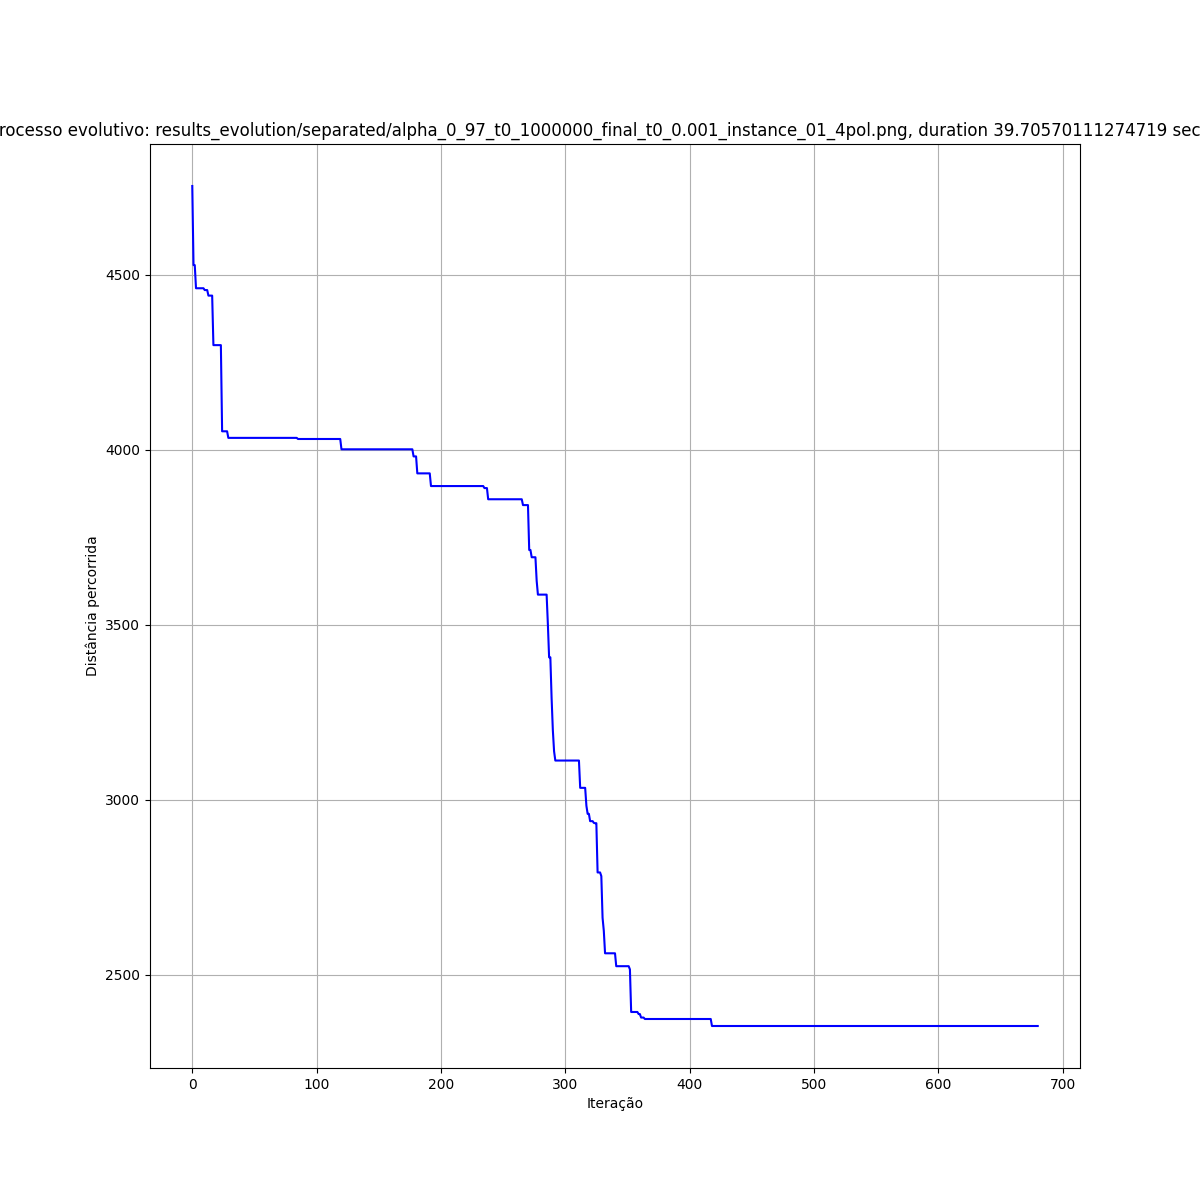 rocesso evolutivo: results_evolution/separated/alpha_0_97_t0_1000000_final_t0_0.001_instance_01_4pol.png, duration 39.70570111274719 sec
4500
4000
3500
3000
2500
Distância percorrida
0 100 200 300 400 500 600 700
Iteração